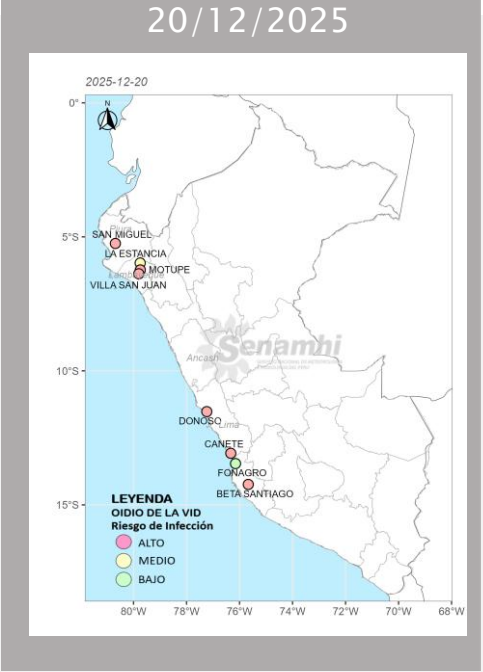 20/12/2025
2025-12-20
N
0°
Piura
SAN MIGUEL
5°S
LA ESTANCIA
MOTUPE
Lambayeque
VILLA SAN JUAN
Senamhi
Ancash
10°S
DONOSO
Lima
CANETE
FONAGRO
BETA SANTIAGO
LEYENDA
15°S
OIDIO DE LA VID
Riesgo de Infección
ALTO
MEDIO
BAJO
80°W 78°W 76°W 74°W 72°W 70°W 68°W